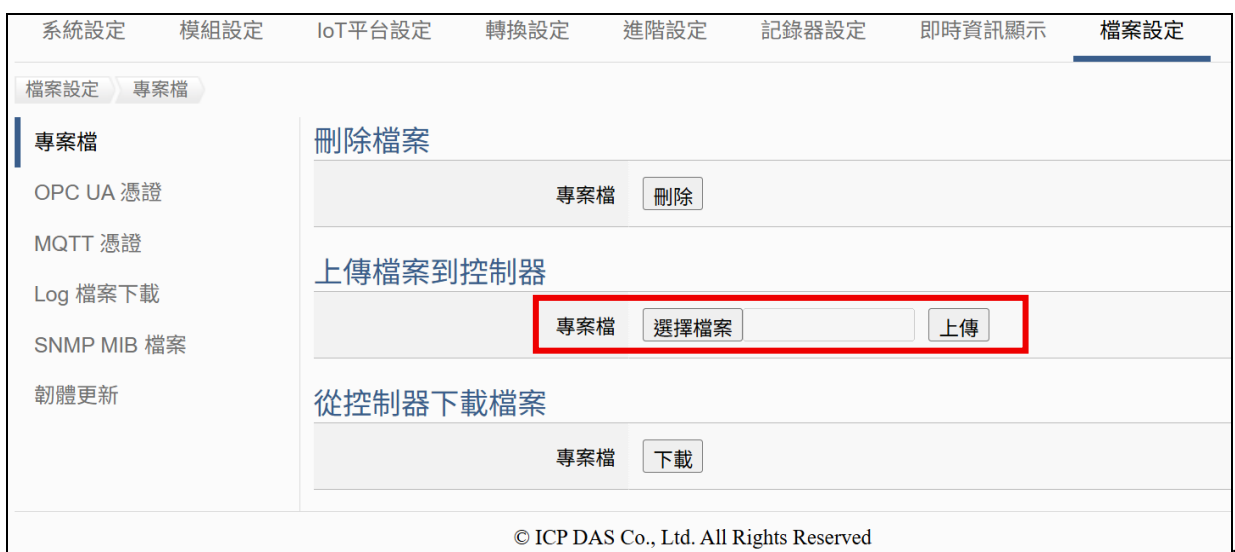 系統設定 模組設定 IoT平台設定 轉換設定 進階設定 記錄器設定 即時資訊顯示 檔案設定
檔案設定 專案檔
專案檔
OPC UA 憑證
MQTT 憑證
Log 檔案下載
SNMP MIB 檔案
韌體更新
刪除檔案
專案檔 刪除
上傳檔案到控制器
專案檔 選擇檔案 上傳
從控制器下載檔案
專案檔 下載
© ICP DAS Co., Ltd. All Rights Reserved